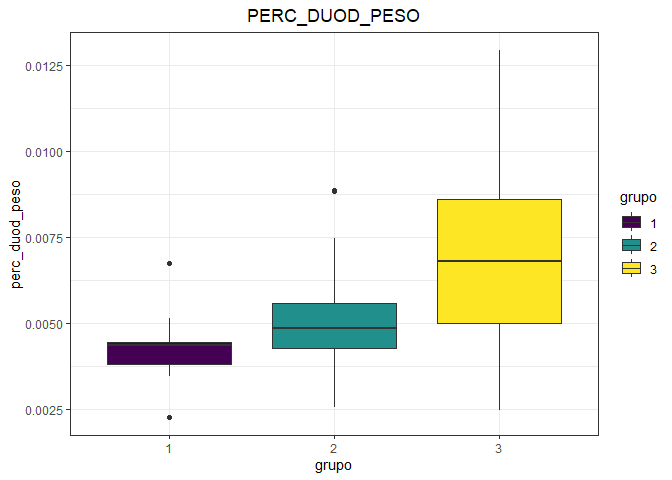 PERC_DUOD_PESO
perc_duod_peso
0.0125
0.0100
0.0075
0.0050
0.0025
1 2 3
grupo
grupo
1
2
3